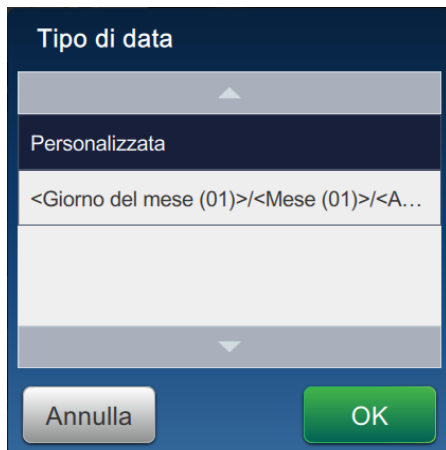 Tipo di data
Personalizzata
<Giorno del mese (01)>/<Mese (01)>/<A...
Annulla
OK